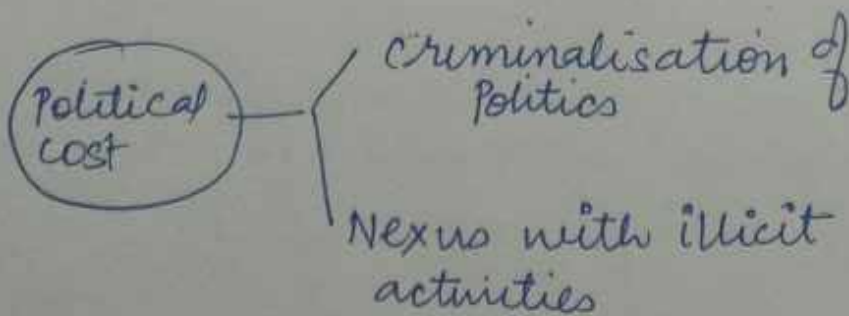 Political
cost
Criminalisation of
Politics
Nexus with illicit
activities